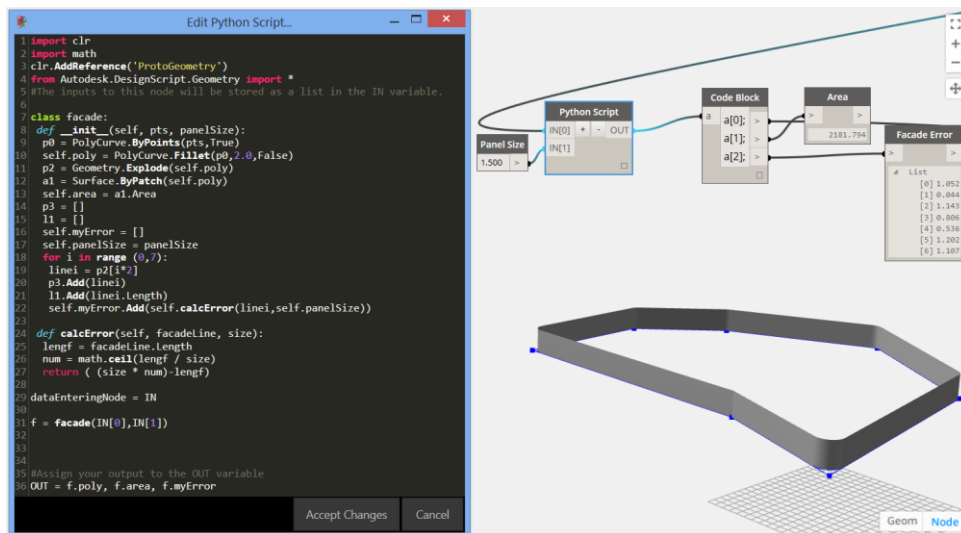 Edit Python Script...
1 import clr
2 import math
3 clr.AddReference('ProtoGeometry')
4 from Autodesk.DesignScript.Geometry import *
5 #The inputs to this node will be stored as a list in the IN variable.
6
7 class facade:
8  def __init__(self, pts, panelSize):
9   p0 = PolyCurve.ByPoints(pts,True)
10   self.poly = PolyCurve.Fillet(p0,2.0,False)
11   p2 = Geometry.Explode(self.poly)
12   a1 = Surface.ByPatch(self.poly)
13   self.area = a1.Area
14   p3 = []
15   l1 = []
16   self.myError = []
17   self.panelSize = panelSize
18   for i in range (0,7):
19    linei = p2[i*2]
20    p3.Add(linei)
21    l1.Add(linei.Length)
22    self.myError.Add(self.calcError(linei,self.panelSize))
23
24  def calcError(self, facadeLine, size):
25   lengf = facadeLine.Length
26   num = math.ceil(lengf / size)
27   return ( (size * num)-lengf)
28
29 dataEnteringNode = IN
30
31 f = facade(IN[0],IN[1])
32
33
34
35 #Assign your output to the OUT variable
36 OUT = f.poly, f.area, f.myError
Accept Changes Cancel
Panel Size
1.500 >
Python Script
IN[0] + - OUT
IN[1]
Code Block
a a[0]; >
a[1]; >
a[2]; >
Area
> >
2181.794
Facade Error
> >
List
[0] 1.052
[1] 0.044
[2] 1.143
[3] 0.806
[4] 0.536
[5] 1.202
[6] 1.107
Geom Node